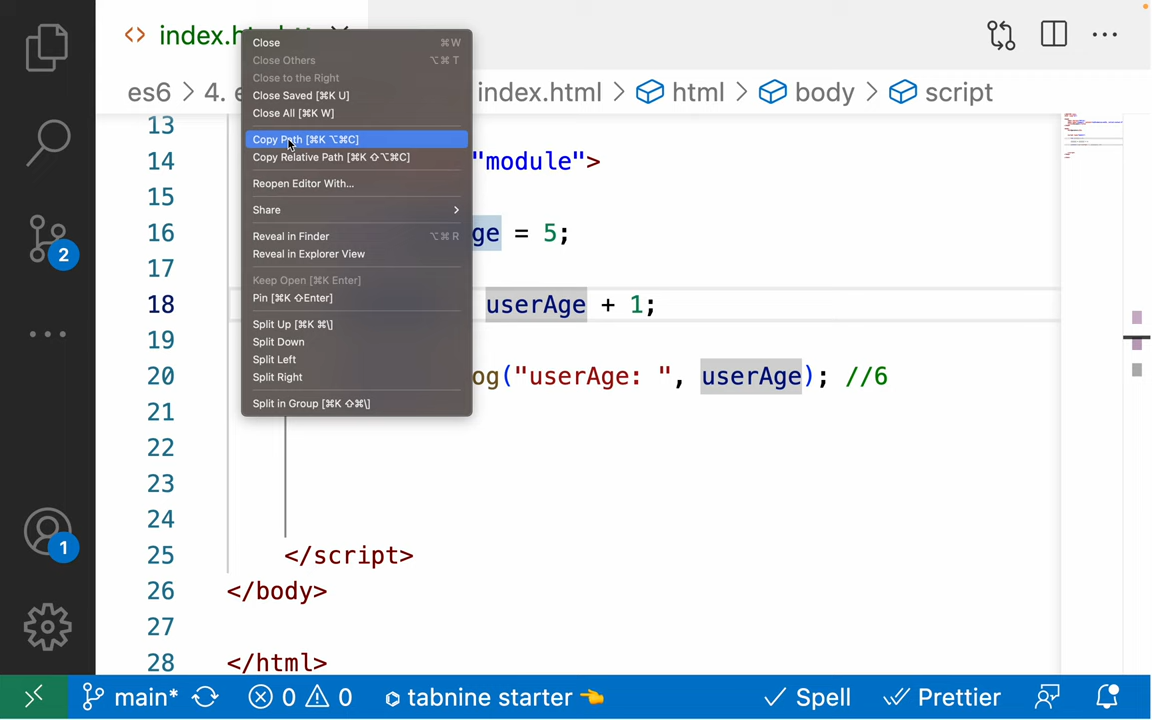 <> index.h
es6 > 4. e index.html > html > body > script
Close ⌘W
Close Others ⌥⌘T
Close to the Right
Close Saved [⌘K U]
Close All [⌘K W]
Copy Path [⌘K ⌥⌘C]
Copy Relative Path [⌘K ⇧⌥⌘C]
Reopen Editor With...
Share >
Reveal in Finder ⌥⌘R
Reveal in Explorer View
Keep Open [⌘K Enter]
Pin [⌘K ⇧Enter]
Split Up [⌘K ⌘\]
Split Down
Split Left
Split Right
Split in Group [⌘K ⇧⌘\]
13
14 "module">
15
16 ge = 5;
17
18 userAge + 1;
19
20 og("userAge: ", userAge); //6
21
22
23
24
25 </script>
26 </body>
27
28 </html>
2
1
main* 0 0 tabnine starter 👈 Spell Prettier